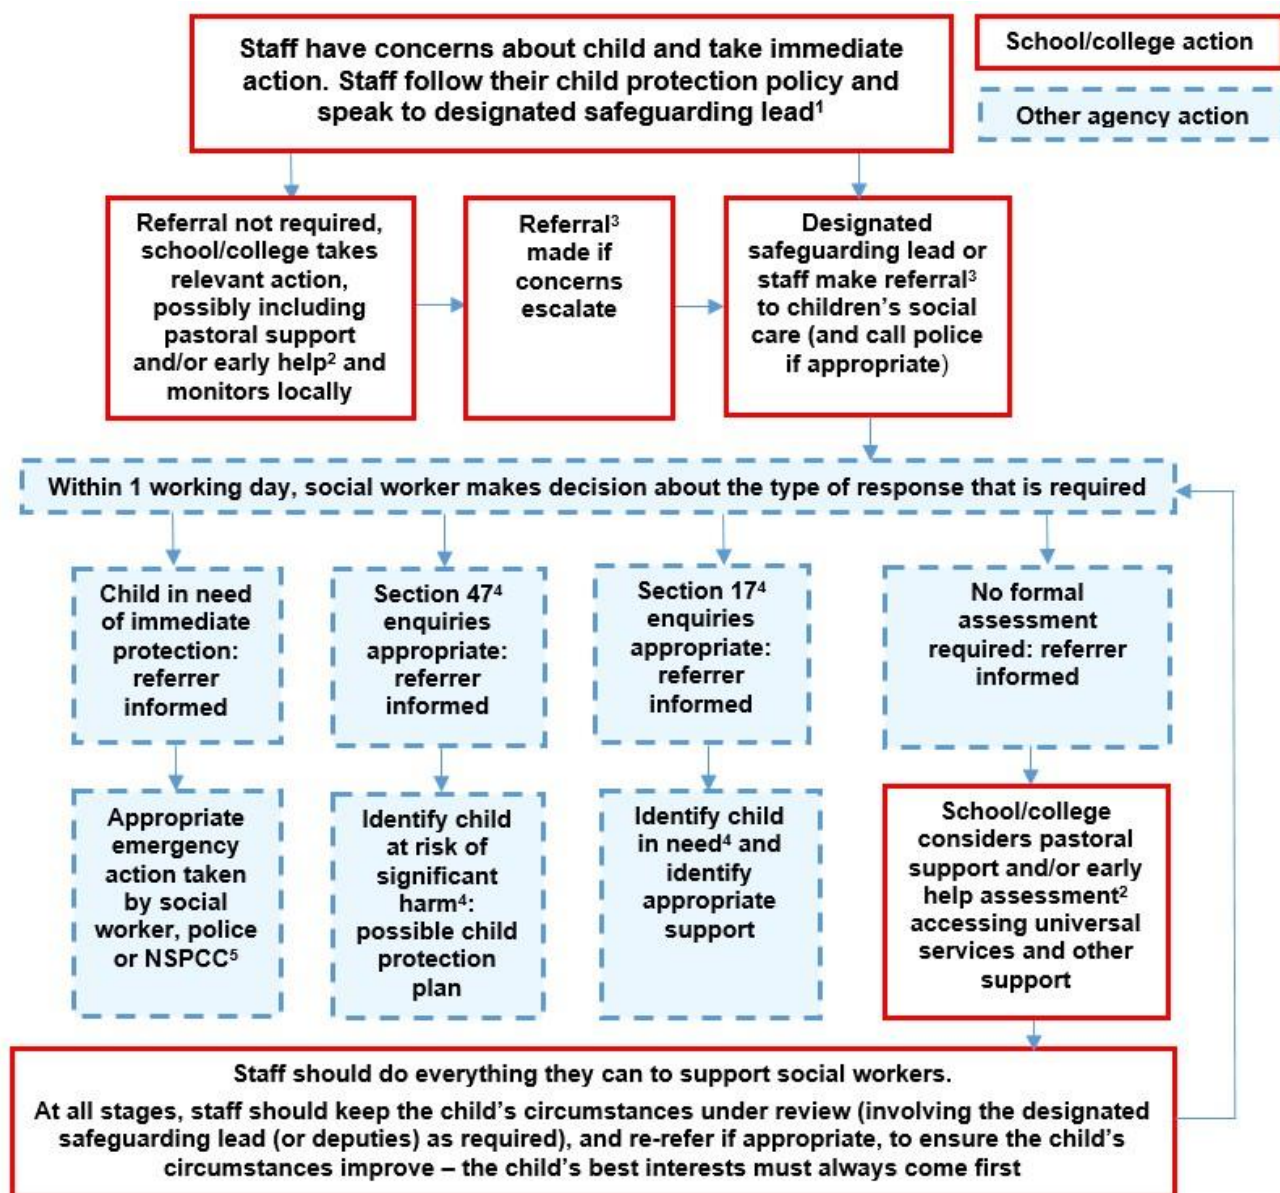 Staff have concerns about child and take immediate
action. Staff follow their child protection policy and
speak to designated safeguarding lead¹
School/college action
Other agency action
Referral not required,
school/college takes
relevant action,
possibly including
pastoral support
and/or early help² and
monitors locally
Referral³
made if
concerns
escalate
Designated
safeguarding lead or
staff make referral³
to children’s social
care (and call police
if appropriate)
Within 1 working day, social worker makes decision about the type of response that is required
Child in need
of immediate
protection:
referrer
informed
Section 47⁴
enquiries
appropriate:
referrer
informed
Section 17⁴
enquiries
appropriate:
referrer
informed
No formal
assessment
required: referrer
informed
Appropriate
emergency
action taken
by social
worker, police
or NSPCC⁵
Identify child
at risk of
significant
harm⁴:
possible child
protection
plan
Identify child
in need⁴ and
identify
appropriate
support
School/college
considers pastoral
support and/or early
help assessment²
accessing universal
services and other
support
Staff should do everything they can to support social workers.
At all stages, staff should keep the child’s circumstances under review (involving the designated
safeguarding lead (or deputies) as required), and re-refer if appropriate, to ensure the child’s
circumstances improve – the child’s best interests must always come first